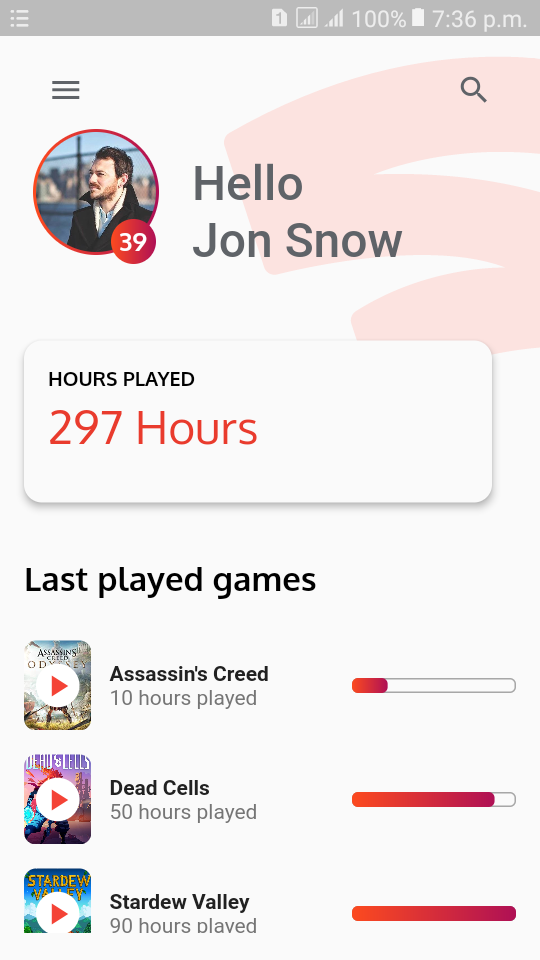 1 100% 7:36 p.m.
Hello
Jon Snow
39
HOURS PLAYED
297 Hours
Last played games
ASSASSIN'S
CREED
ODYSSEY
Assassin's Creed
10 hours played
DEAD CELLS
Dead Cells
50 hours played
STARDEW
VALLEY
Stardew Valley
90 hours played